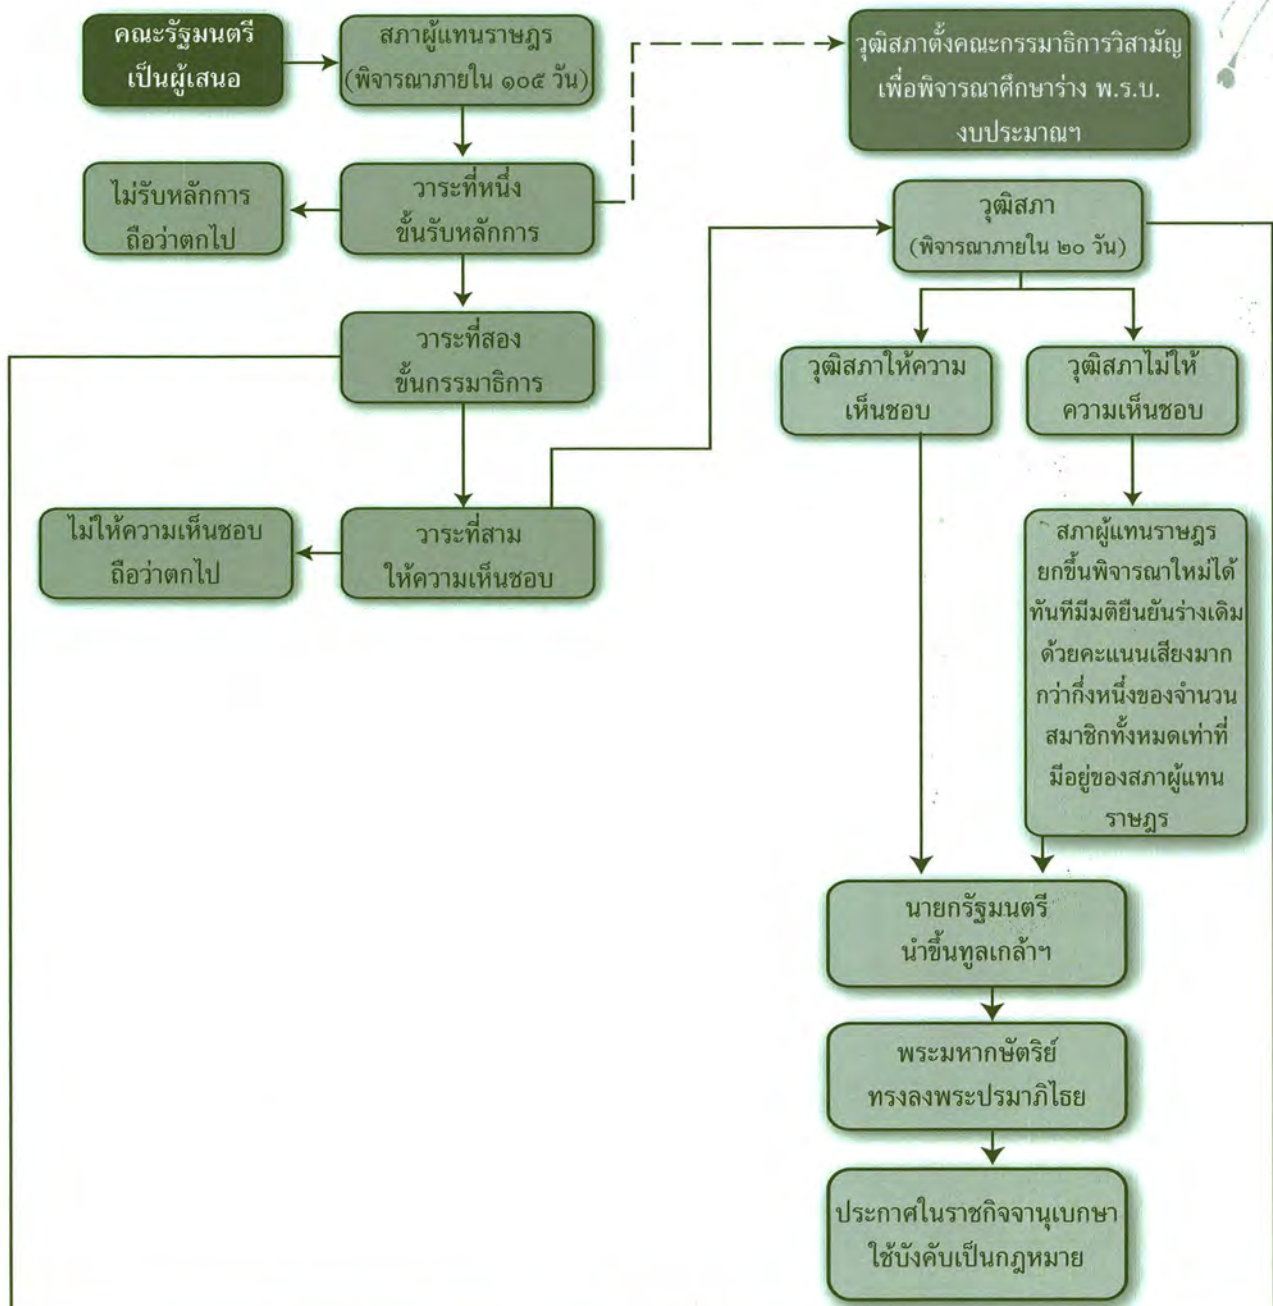 คณะรัฐมนตรี
เป็นผู้เสนอ
สภาผู้แทนราษฎร
(พิจารณาภายใน ๑๐๕ วัน)
วุฒิสภาตั้งคณะกรรมาธิการวิสามัญ
เพื่อพิจารณาศึกษาร่าง พ.ร.บ.
งบประมาณฯ
ไม่รับหลักการ
ถือว่าตกไป
วาระที่หนึ่ง
ขั้นรับหลักการ
วุฒิสภา
(พิจารณาภายใน ๒๐ วัน)
วาระที่สอง
ขั้นกรรมาธิการ
วุฒิสภาให้ความ
เห็นชอบ
วุฒิสภาไม่ให้
ความเห็นชอบ
ไม่ให้ความเห็นชอบ
ถือว่าตกไป
วาระที่สาม
ให้ความเห็นชอบ
สภาผู้แทนราษฎร
ยกขึ้นพิจารณาใหม่ได้
ทันทีมีมติยืนยันร่างเดิม
ด้วยคะแนนเสียงมาก
กว่ากึ่งหนึ่งของจำนวน
สมาชิกทั้งหมดเท่าที่
มีอยู่ของสภาผู้แทน
ราษฎร
นายกรัฐมนตรี
นำขึ้นทูลเกล้าฯ
พระมหากษัตริย์
ทรงลงพระปรมาภิไธย
ประกาศในราชกิจจานุเบกษา
ใช้บังคับเป็นกฎหมาย